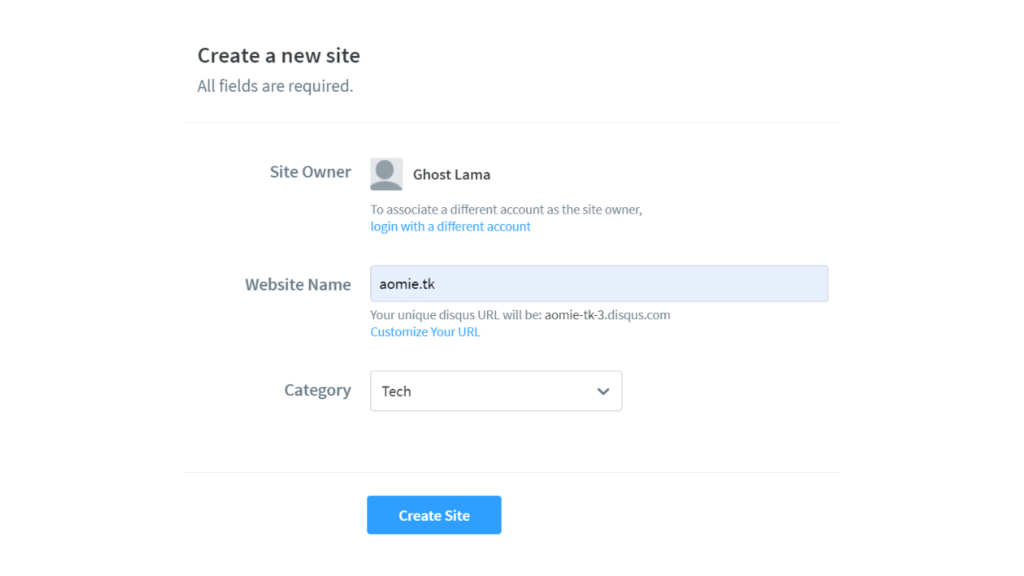 Create a new site
All fields are required.
Site Owner
Ghost Lama
To associate a different account as the site owner,
login with a different account
Website Name
aomie.tk
Your unique disqus URL will be: aomie-tk-3.disqus.com
Customize Your URL
Category
Tech
Create Site